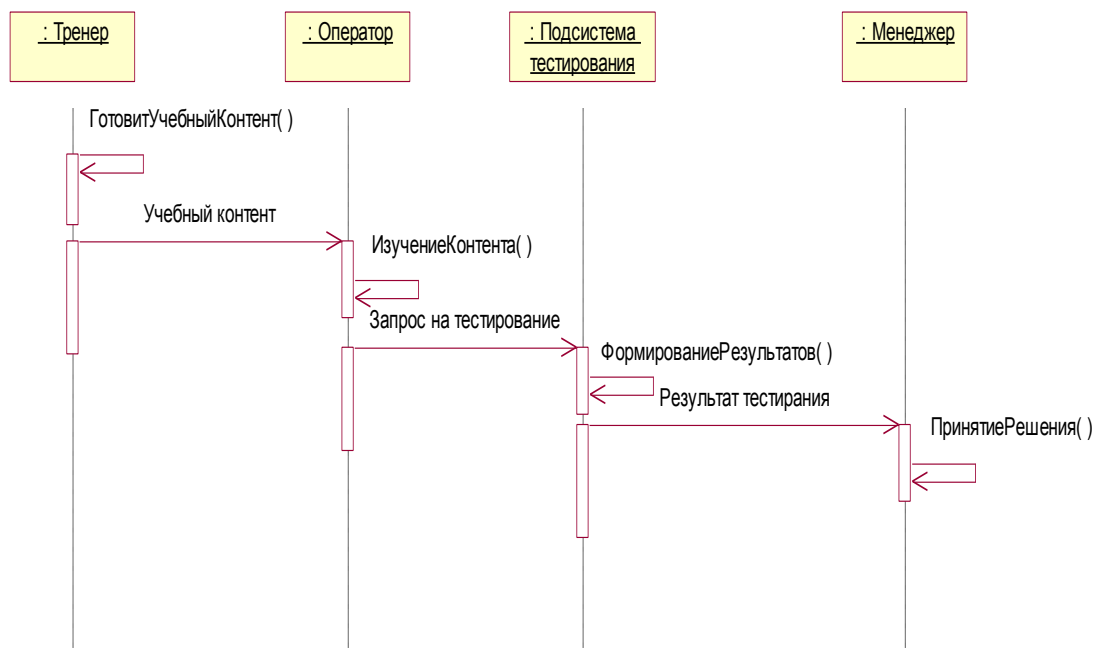 : Тренер
: Оператор
: Подсистема
тестирования
: Менеджер
ГотовитУчебныйКонтент( )
Учебный контент
ИзучениеКонтента( )
Запрос на тестирование
ФормированиеРезультатов( )
Результат тестирания
ПринятиеРешения( )